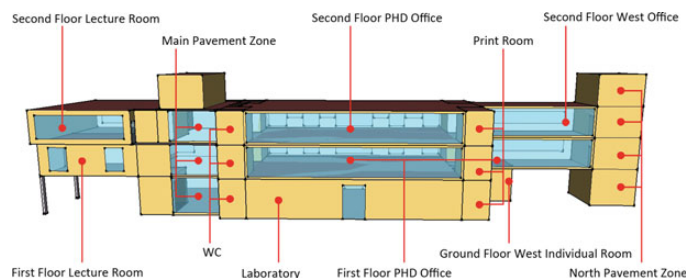 Second Floor Lecture Room
Second Floor PHD Office
Second Floor West Office
Main Pavement Zone
Print Room
WC
Ground Floor West Individual Room
First Floor Lecture Room
Laboratory
First Floor PHD Office
North Pavement Zone